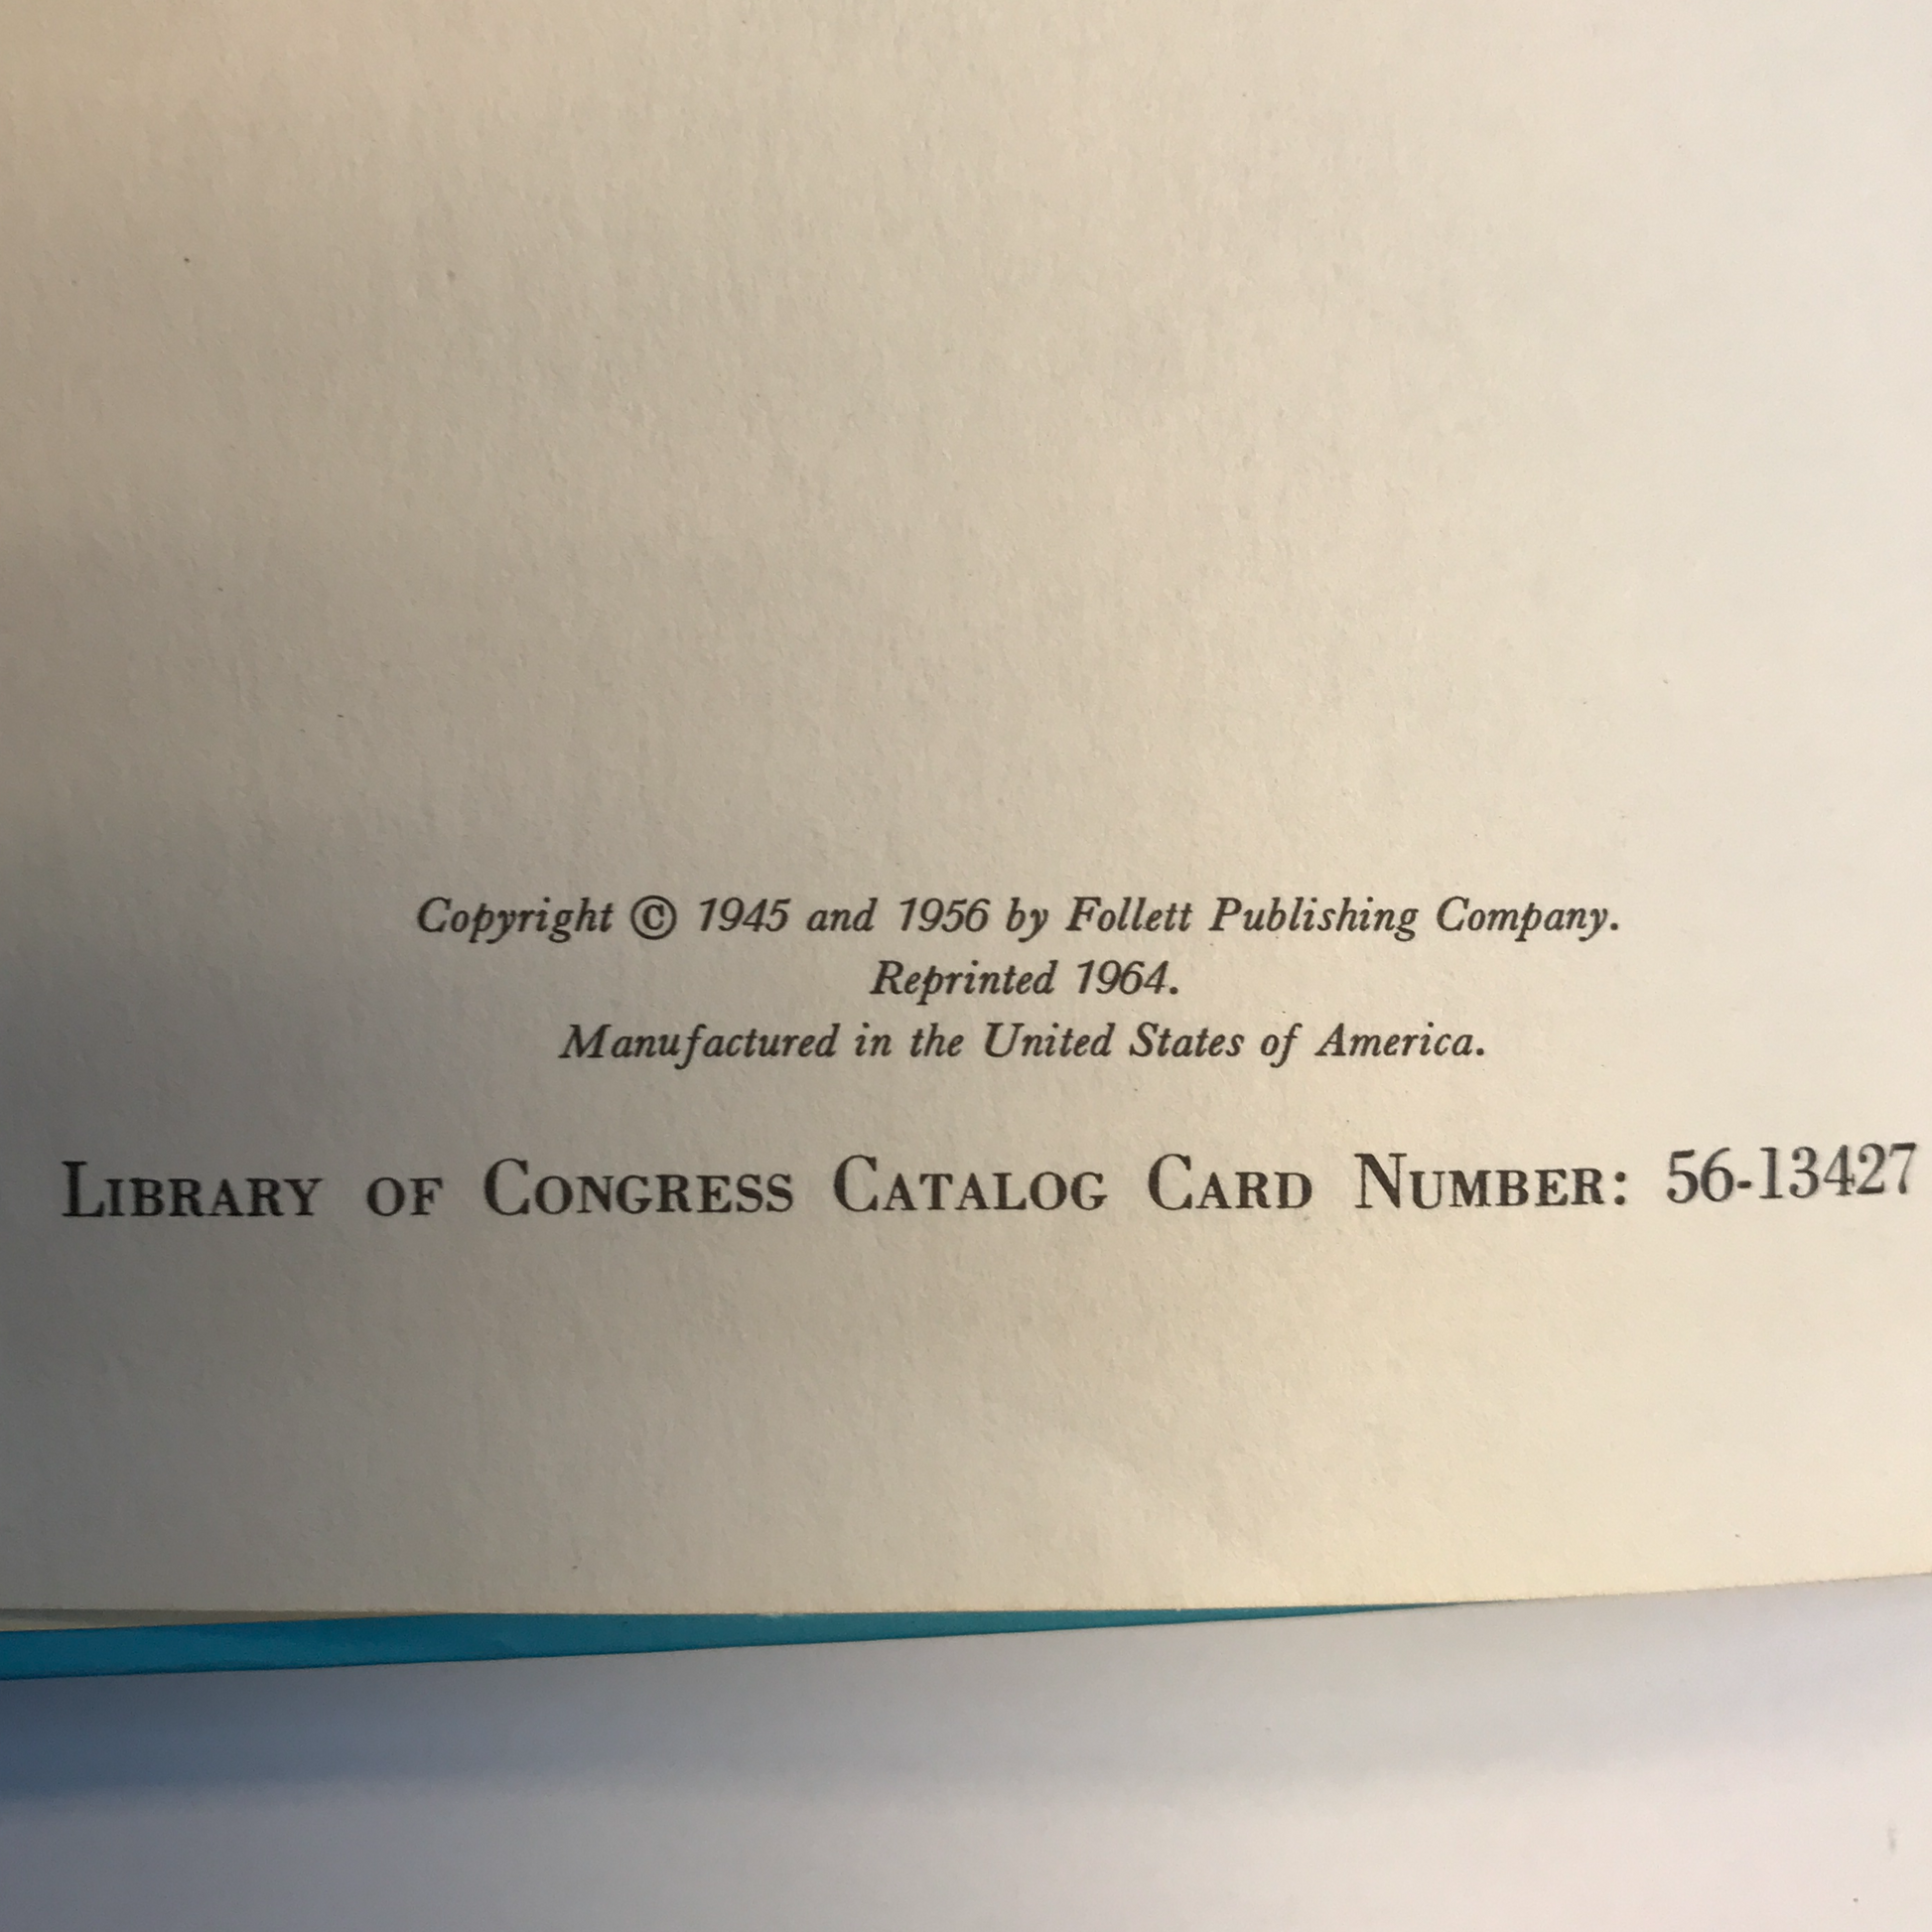 Copyright © 1945 and 1956 by Follett Publishing Company.
Reprinted 1964.
Manufactured in the United States of America.
Library of Congress Catalog Card Number: 56-13427